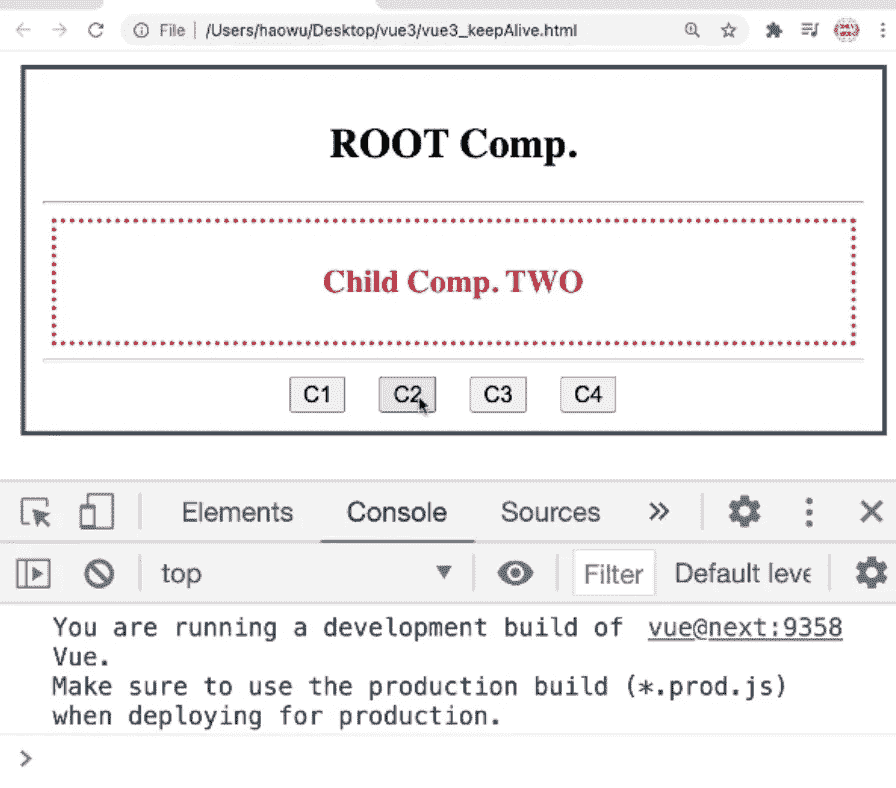 File | /Users/haowu/Desktop/vue3/vue3_keepAlive.html
ROOT Comp.
Child Comp. TWO
C1 C2 C3 C4
Elements Console Sources »
top ▼ Filter Default leve
You are running a development build of vue@next:9358
Vue.
Make sure to use the production build (*.prod.js)
when deploying for production.
>